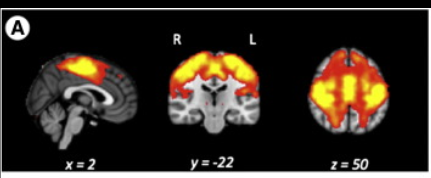 A
R L
x = 2 y = -22 z = 50